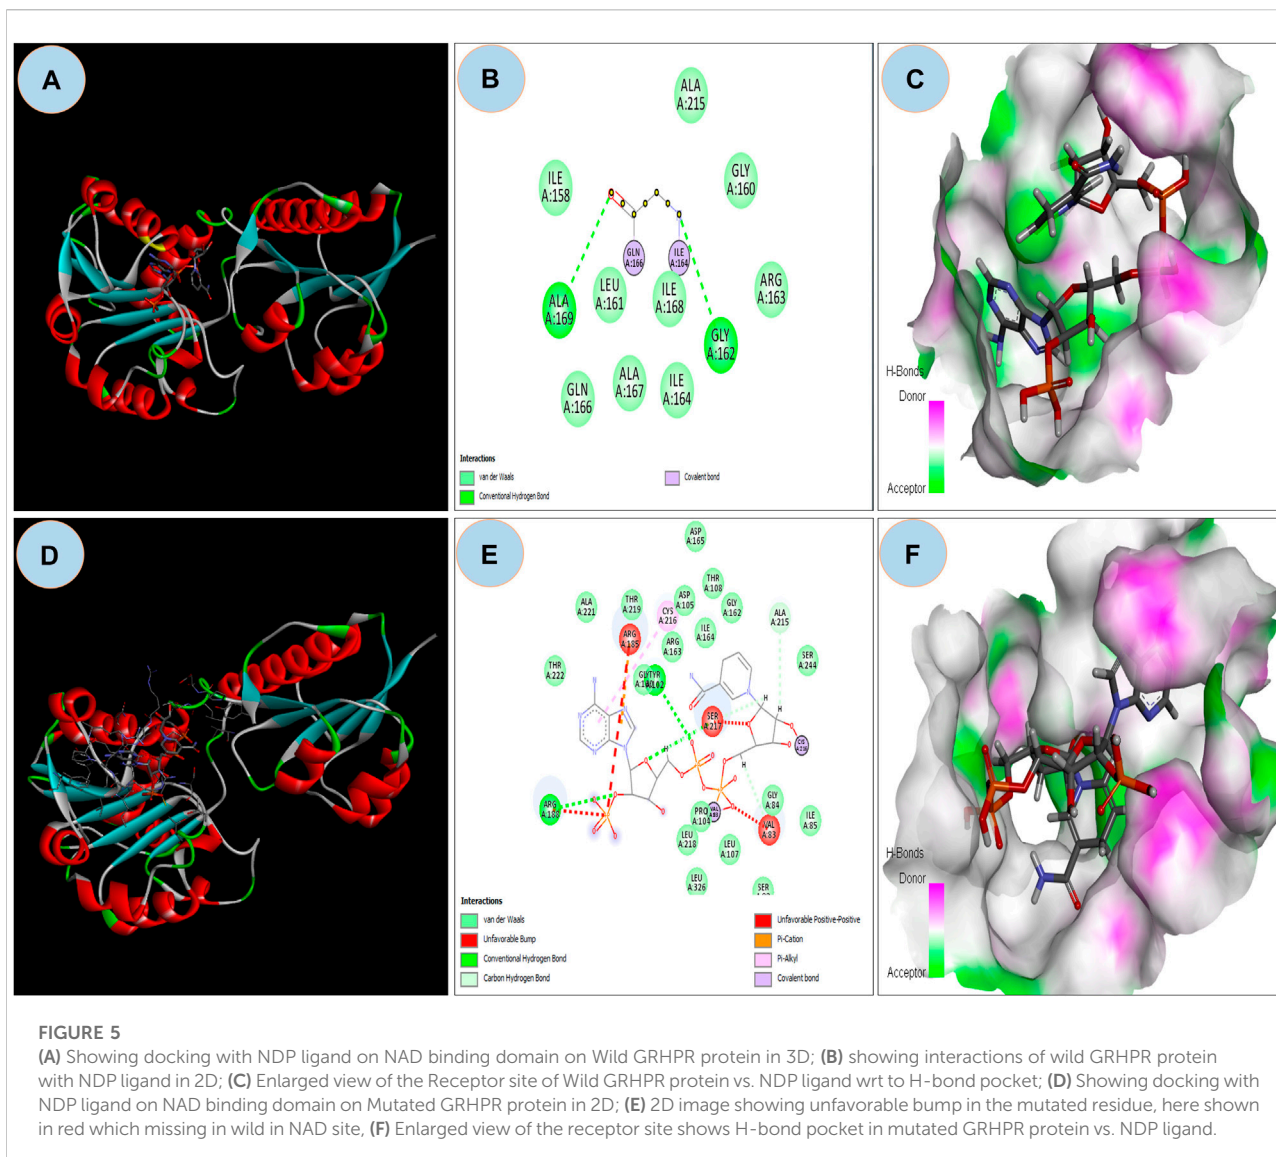 A
B
ALA
A:215
ILE
A:158
GLY
A:160
GLN
A:166
ILE
A:164
LEU
A:161
ILE
A:168
ARG
A:163
ALA
A:169
GLY
A:162
GLN
A:166
ALA
A:167
ILE
A:164
Interactions
van der Waals
Conventional Hydrogen Bond
Covalent bond
C
H-Bonds
Donor
Acceptor
D
E
ASP
A:165
THR
A:108
ALA
A:221
THR
A:219
ASP
A:105
GLY
A:162
CYS
A:216
ALA
A:215
ARG
A:185
ILE
A:164
ARG
A:163
SER
A:244
THR
A:222
GLY
TYR
A:102
SER
A:217
N
N
N
N
N
N
N
O
H
H
H
H
O
O
O
P
P
P
ARG
A:188
GLY
A:84
ILE
A:85
PRO
A:104
VAL
A:83
LEU
A:218
LEU
A:107
LEU
A:326
SER
Interactions
van der Waals
Unfavorable Bump
Conventional Hydrogen Bond
Carbon Hydrogen Bond
Unfavorable Positive-Positive
Pi-Cation
Pi-Alkyl
Covalent bond
F
H-Bonds
Donor
Acceptor
FIGURE 5
(A) Showing docking with NDP ligand on NAD binding domain on Wild GRHPR protein in 3D; (B) showing interactions of wild GRHPR protein
with NDP ligand in 2D; (C) Enlarged view of the Receptor site of Wild GRHPR protein vs. NDP ligand wrt to H-bond pocket; (D) Showing docking with
NDP ligand on NAD binding domain on Mutated GRHPR protein in 2D; (E) 2D image showing unfavorable bump in the mutated residue, here shown
in red which missing in wild in NAD site, (F) Enlarged view of the receptor site shows H-bond pocket in mutated GRHPR protein vs. NDP ligand.